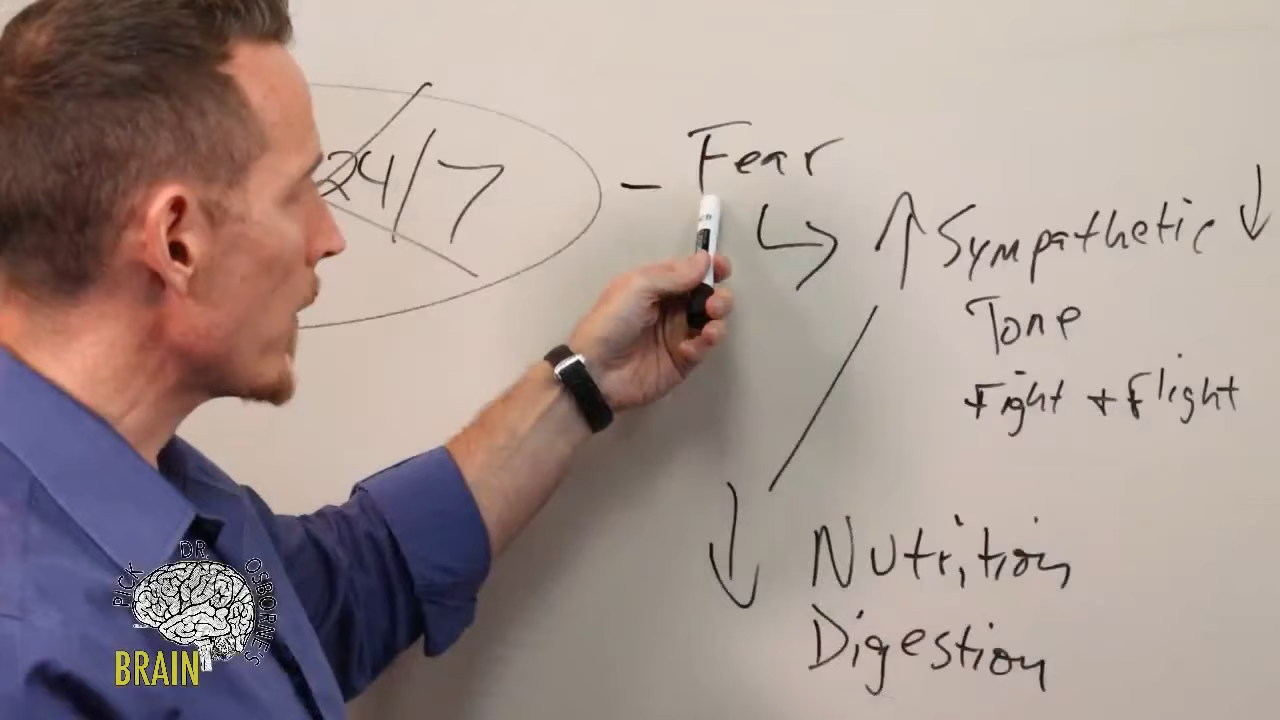 24/7 - Fear
↳ ↑ Sympathetic ↓
Tone
Fight + Flight
↓ Nutrition
Digestion
PICK DR. OSBORNE'S
BRAIN